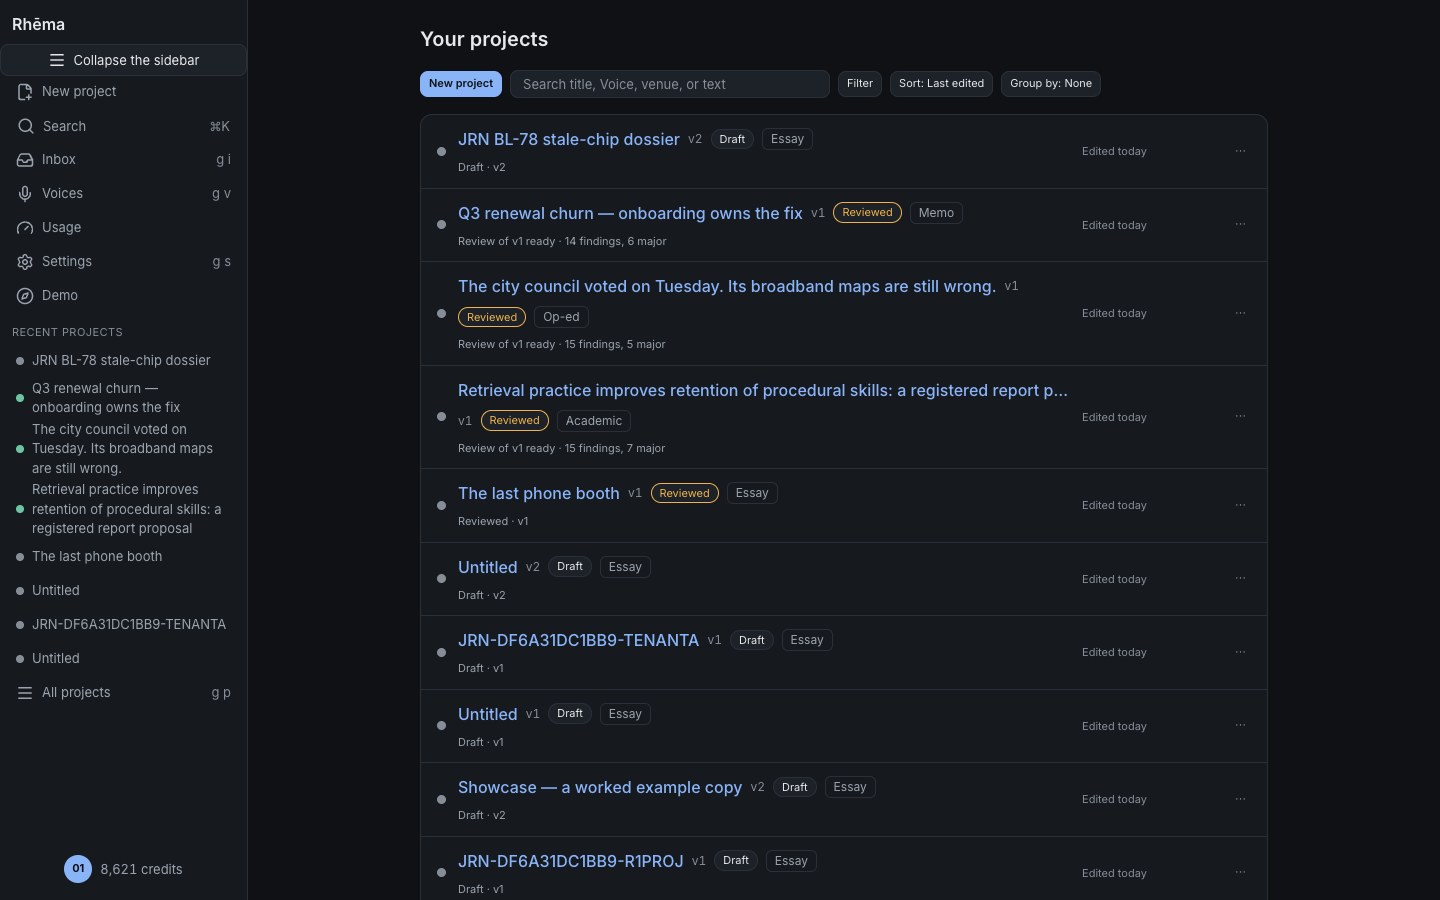 Rhēma
Collapse the sidebar
New project
Search ⌘K
Inbox g i
Voices g v
Usage
Settings g s
Demo
RECENT PROJECTS
JRN BL-78 stale-chip dossier
Q3 renewal churn —
onboarding owns the fix
The city council voted on
Tuesday. Its broadband maps
are still wrong.
Retrieval practice improves
retention of procedural skills: a
registered report proposal
The last phone booth
Untitled
JRN-DF6A31DC1BB9-TENANTA
Untitled
All projects g p
01 8,621 credits
Your projects
New project Search title, Voice, venue, or text Filter Sort: Last edited Group by: None
JRN BL-78 stale-chip dossier v2 Draft Essay
Edited today ...
Draft · v2
Q3 renewal churn — onboarding owns the fix v1 Reviewed Memo
Edited today ...
Review of v1 ready · 14 findings, 6 major
The city council voted on Tuesday. Its broadband maps are still wrong. v1
Reviewed Op-ed
Edited today ...
Review of v1 ready · 15 findings, 5 major
Retrieval practice improves retention of procedural skills: a registered report p...
v1 Reviewed Academic
Edited today ...
Review of v1 ready · 15 findings, 7 major
The last phone booth v1 Reviewed Essay
Edited today ...
Reviewed · v1
Untitled v2 Draft Essay
Edited today ...
Draft · v2
JRN-DF6A31DC1BB9-TENANTA v1 Draft Essay
Edited today ...
Draft · v1
Untitled v1 Draft Essay
Edited today ...
Draft · v1
Showcase — a worked example copy v2 Draft Essay
Edited today ...
Draft · v2
JRN-DF6A31DC1BB9-R1PROJ v1 Draft Essay
Edited today ...
Draft · v1